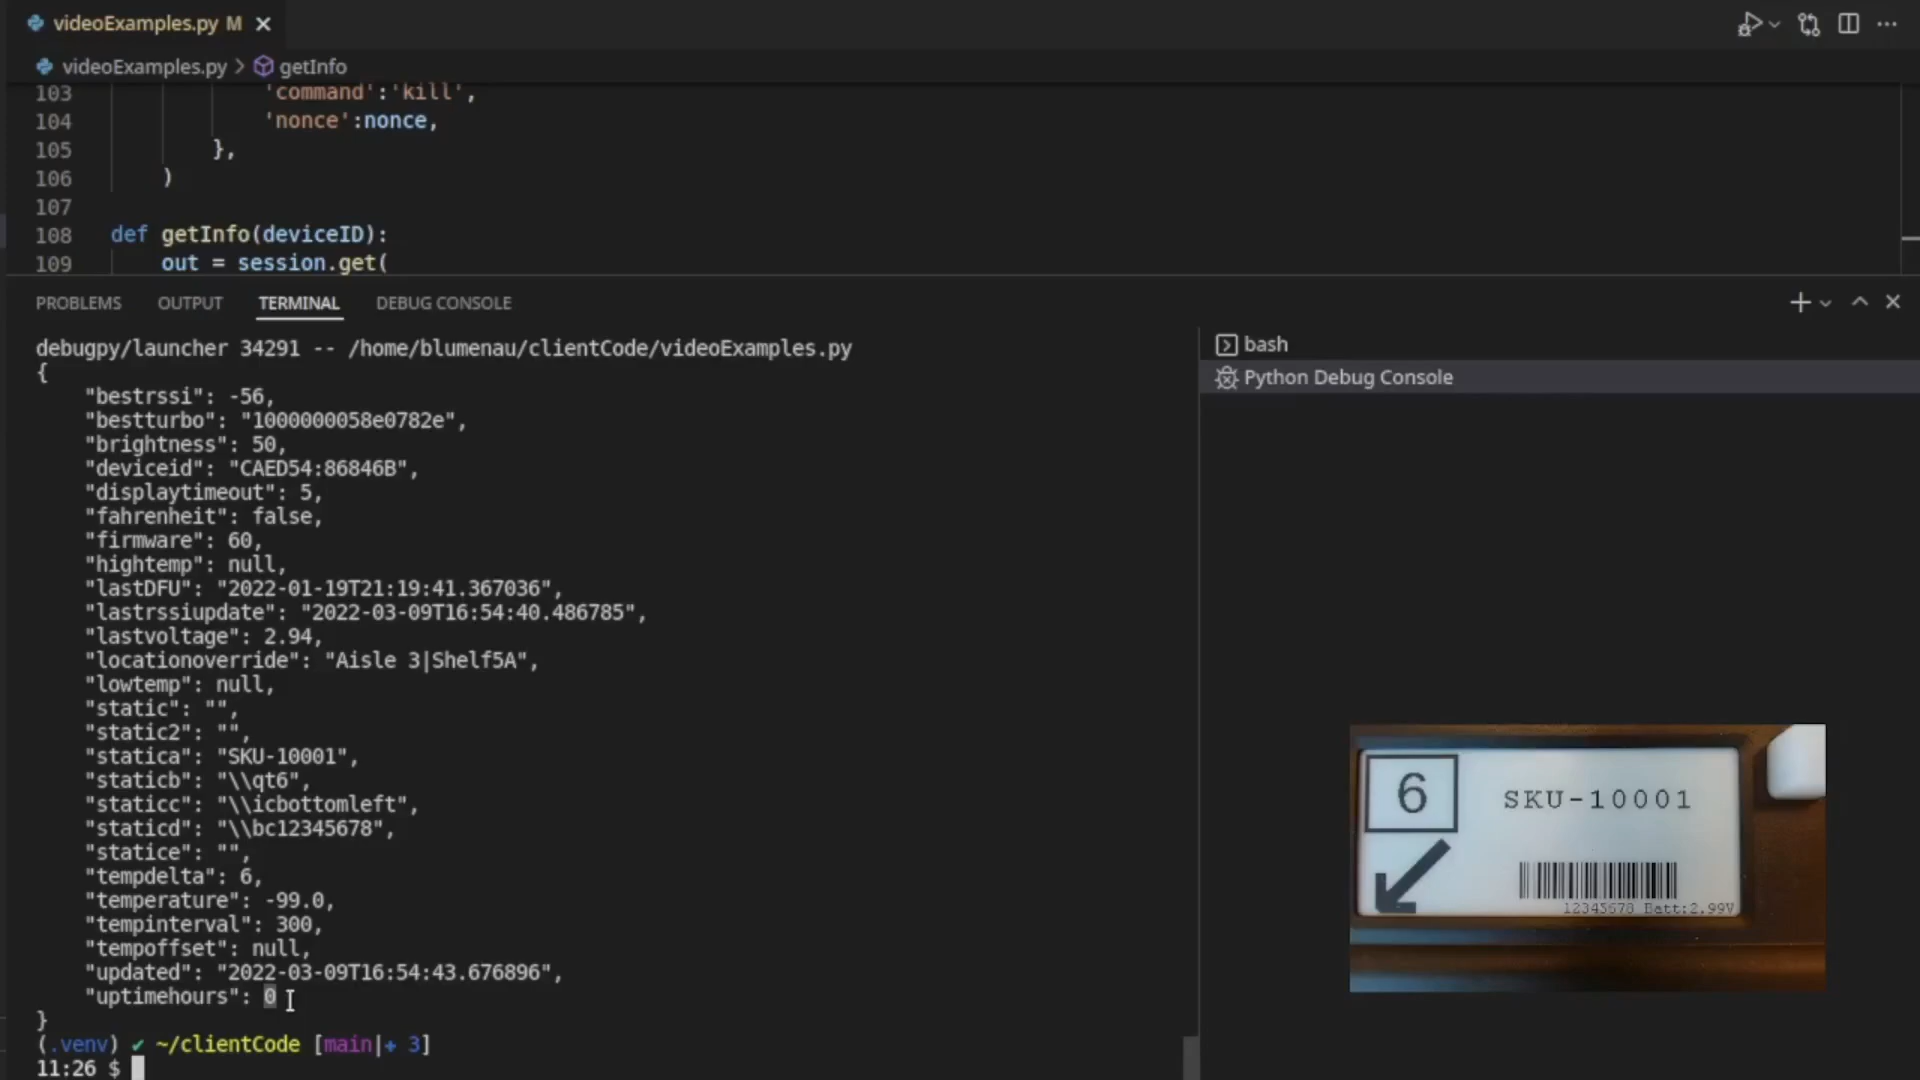 videoExamples.py M
videoExamples.py > getInfo
103 'command':'kill',
104 'nonce':nonce,
105 },
106 )
107
108 def getInfo(deviceID):
109 out = session.get(
PROBLEMS OUTPUT TERMINAL DEBUG CONSOLE
debugpy/launcher 34291 -- /home/blumenau/clientCode/videoExamples.py
{
"bestrssi": -56,
"bestturbo": "1000000058e0782e",
"brightness": 50,
"deviceid": "CAED54:86846B",
"displaytimeout": 5,
"fahrenheit": false,
"firmware": 60,
"hightemp": null,
"lastDFU": "2022-01-19T21:19:41.367036",
"lastrssiupdate": "2022-03-09T16:54:40.486785",
"lastvoltage": 2.94,
"locationoverride": "Aisle 3|Shelf5A",
"lowtemp": null,
"static": "",
"static2": "",
"statica": "SKU-10001",
"staticb": "\\qt6",
"staticc": "\\icbottomleft",
"staticd": "\\bc12345678",
"statice": "",
"tempdelta": 6,
"temperature": -99.0,
"tempinterval": 300,
"tempoffset": null,
"updated": "2022-03-09T16:54:43.676896",
"uptimehours": 0
}
(.venv) ✔ ~/clientCode [main|+ 3]
11:26 $
bash
Python Debug Console
6
SKU-10001
12345678 Batt:2.99V